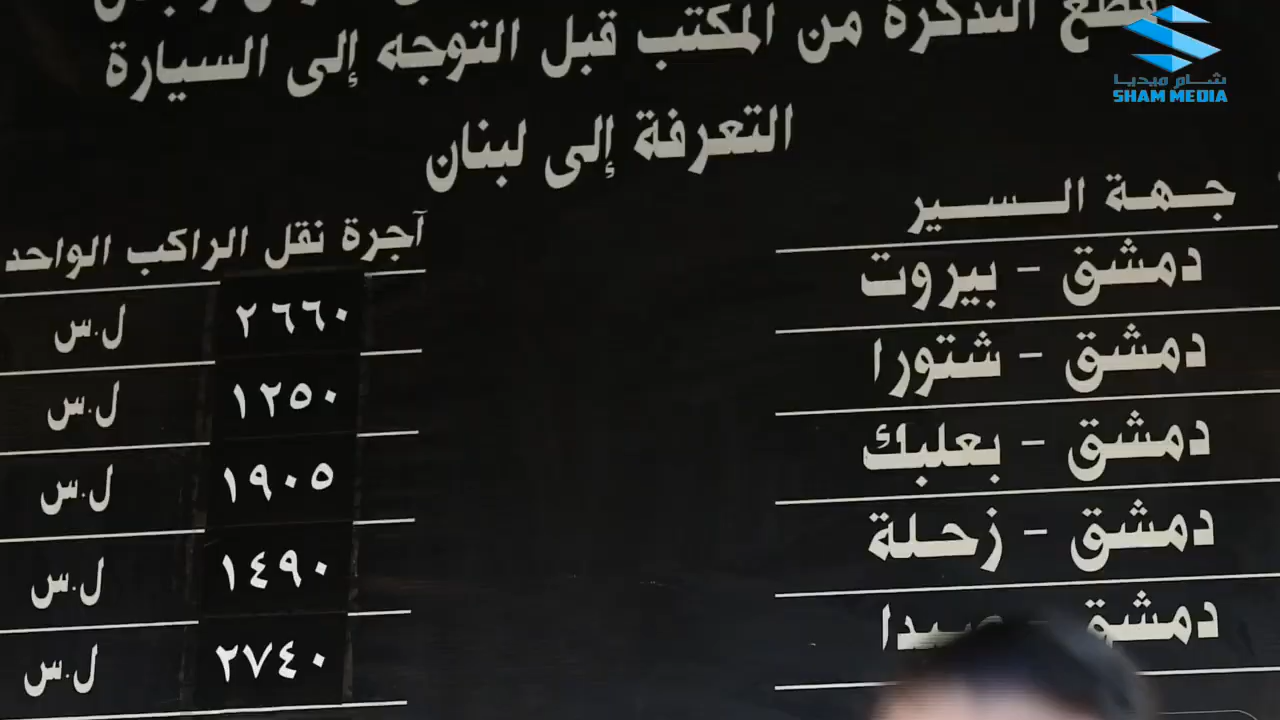 قطع التذكرة من المكتب قبل التوجه إلى السيارة
شام ميديا
SHAM MEDIA
التعرفة إلى لبنان
جهة السير
آجرة نقل الراكب الواحد
دمشق - بيروت ٢٦٦٠ ل.س
دمشق - شتورا ١٢٥٠ ل.س
دمشق - بعلبك ١٩٠٥ ل.س
دمشق - زحلة ١٤٩٠ ل.س
دمشق - صيدا ٢٧٤٠ ل.س